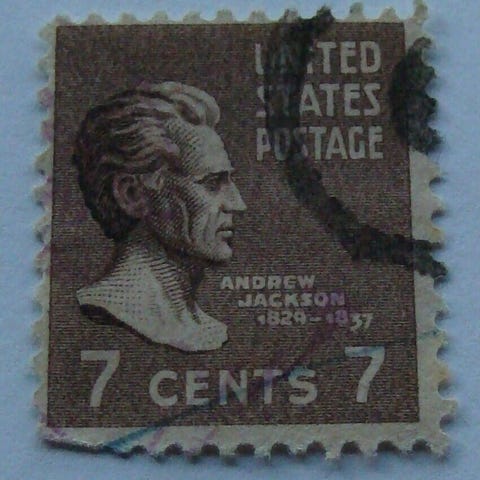 UNITED
STATES
POSTAGE
ANDREW
JACKSON
1829-1837
7 CENTS 7